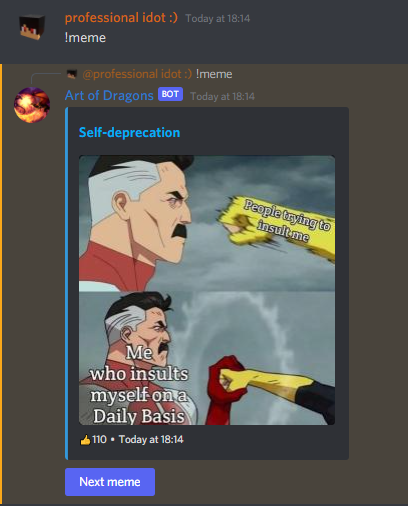 professional idot :) Today at 18:14
!meme
@professional idot :) !meme
Art of Dragons BOT Today at 18:14
Self-deprecation
People trying to
insult me
Me
who insults
myself on a
Daily Basis
👍 110 • Today at 18:14
Next meme